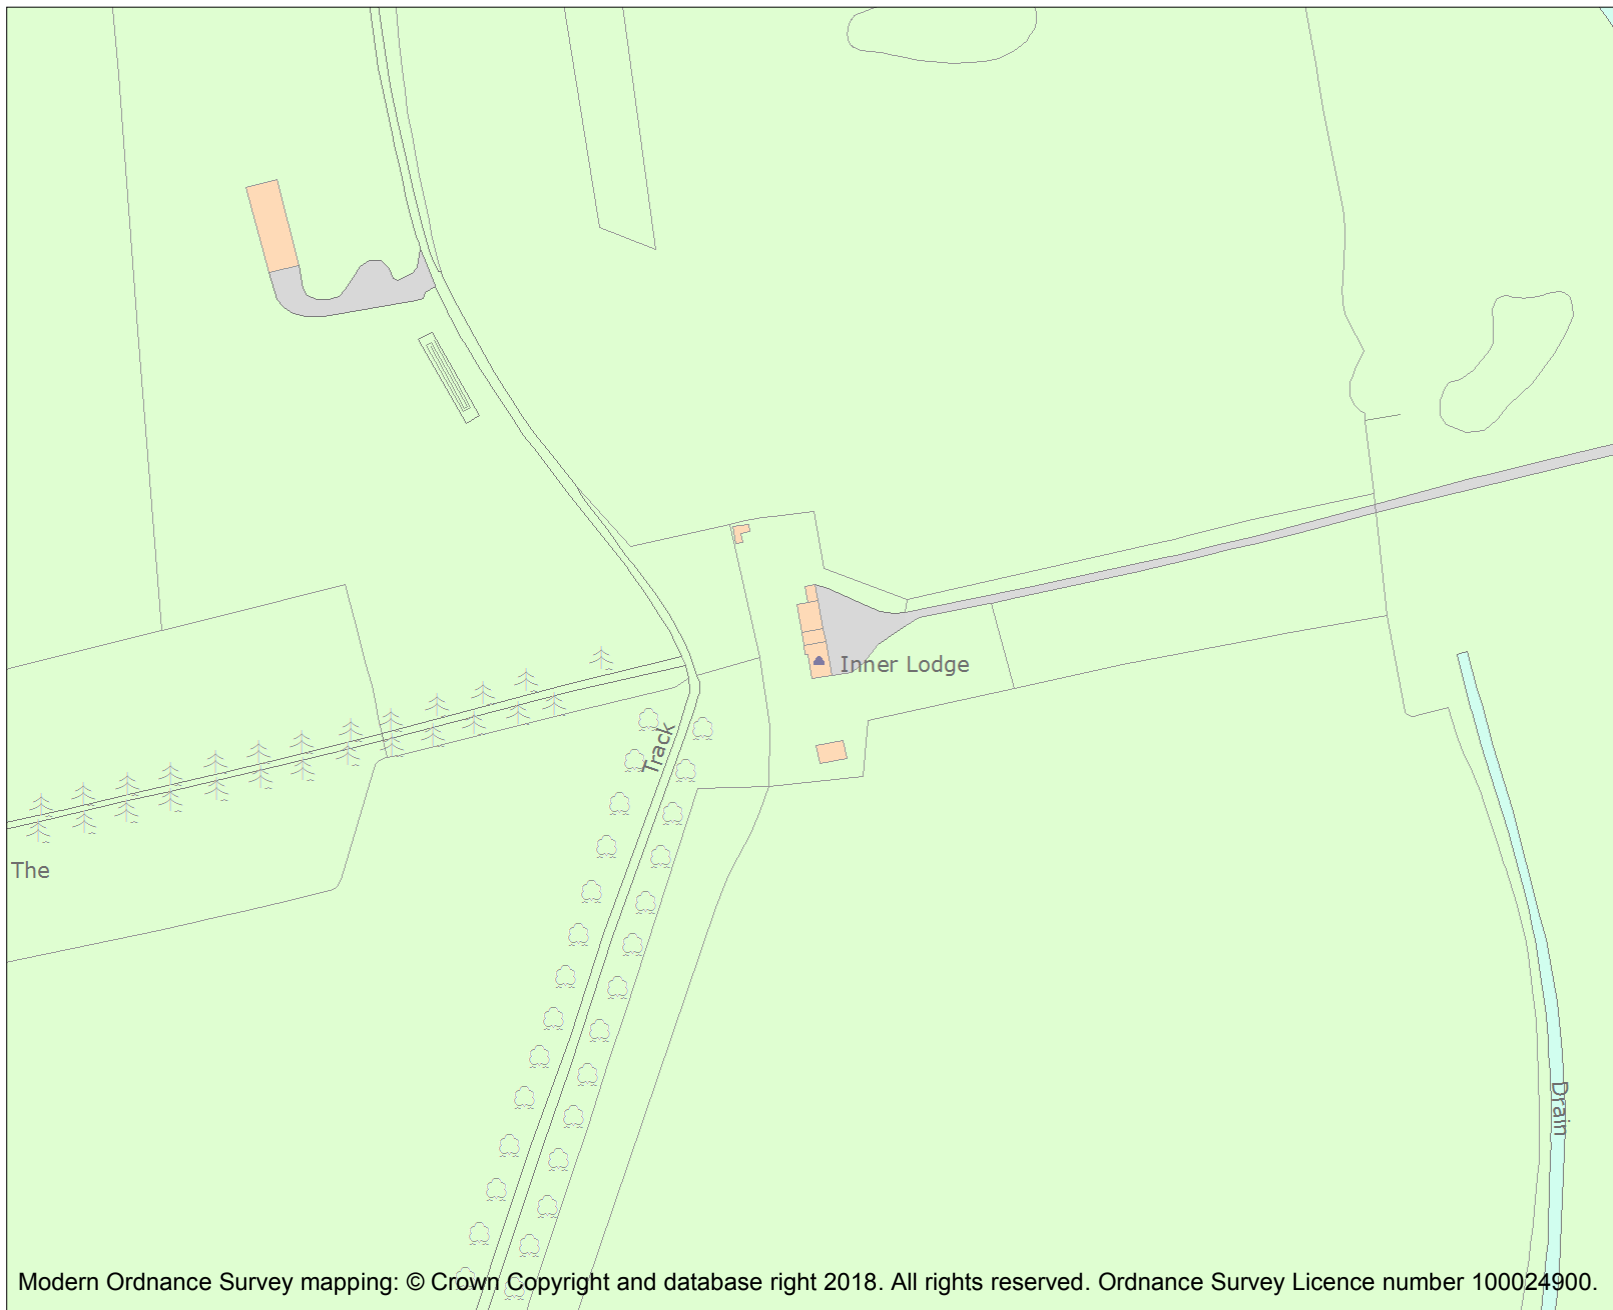 Inner Lodge
Track
The
Drain
Modern Ordnance Survey mapping: © Crown Copyright and database right 2018. All rights reserved. Ordnance Survey Licence number 100024900.